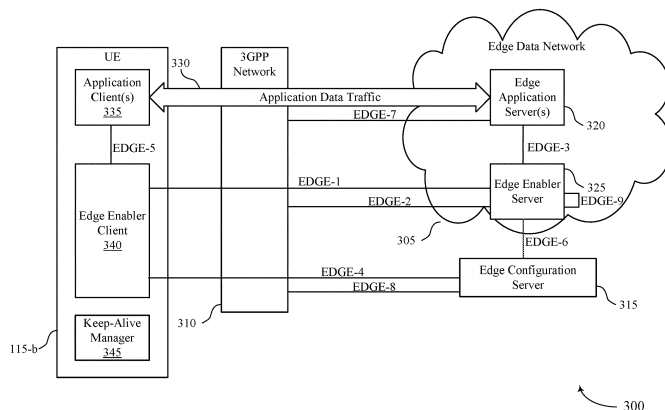 UE
3GPP
Network
Edge Data Network
330
Application
Client(s)
335
Application Data Traffic
Edge
Application
Server(s)
320
EDGE-7
EDGE-5
EDGE-3
EDGE-1
325
Edge Enabler
Client
340
Edge Enabler
Server
EDGE-9
EDGE-2
305
EDGE-6
EDGE-4
Edge Configuration
Server
EDGE-8
310
315
Keep-Alive
Manager
345
115-b
300